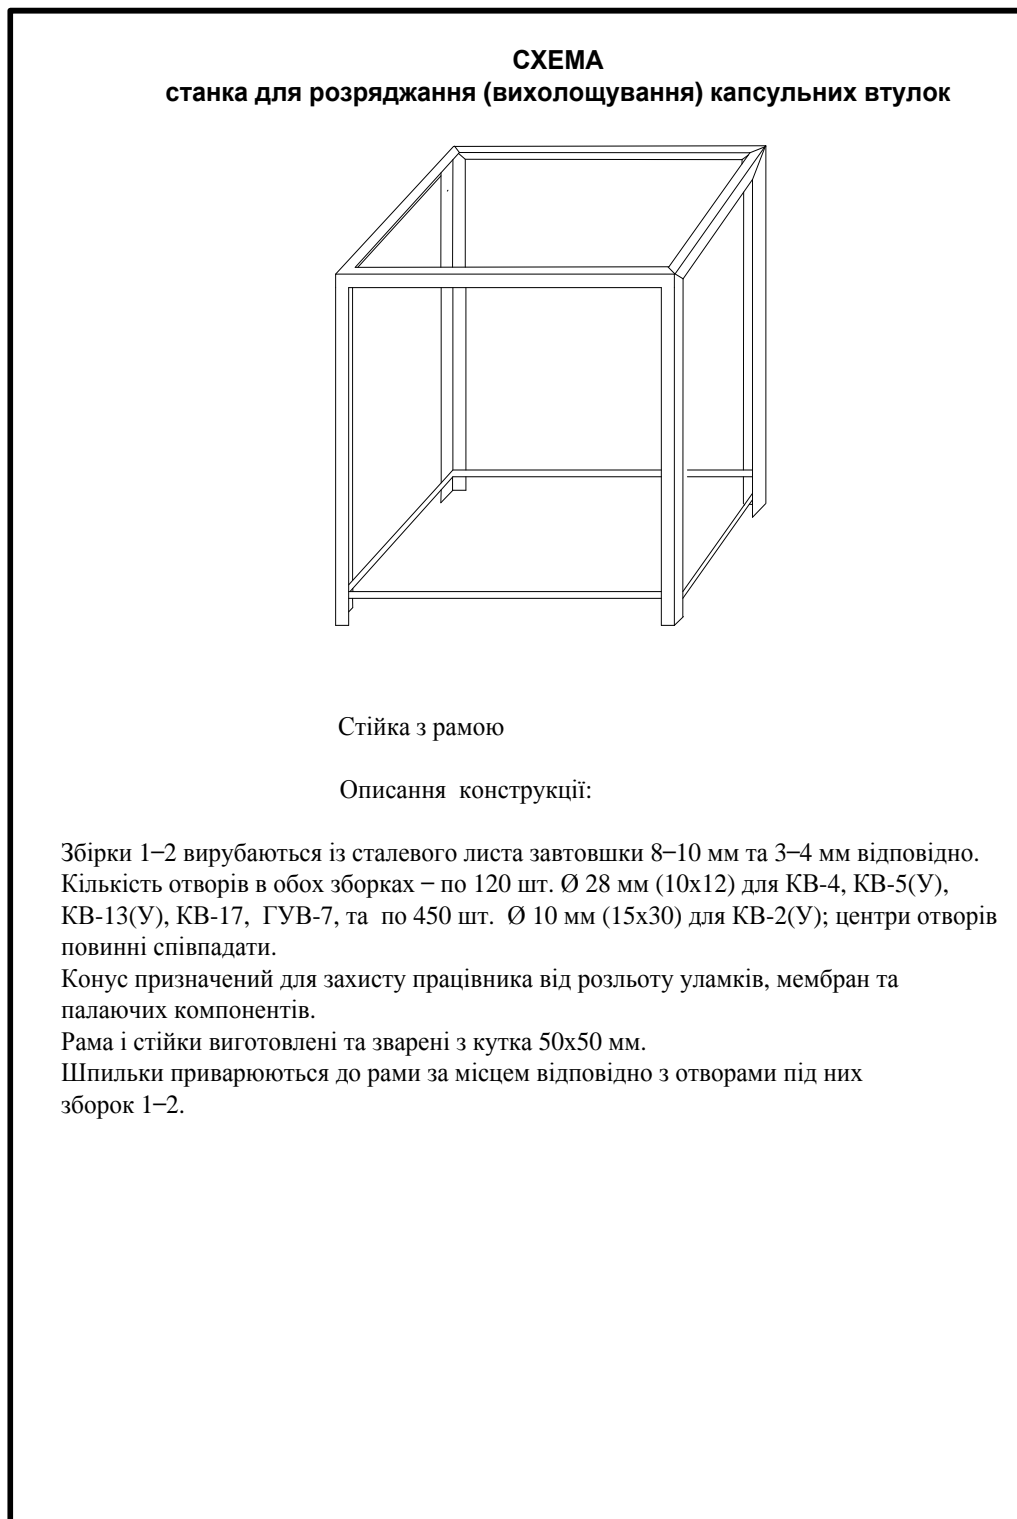 СХЕМА
станка для розряджання (вихолощування) капсульних втулок
Стійка з рамою
Описання конструкції:
Збірки 1–2 вирубаються із сталевого листа завтовшки 8–10 мм та 3–4 мм відповідно.
Кількість отворів в обох зборках – по 120 шт. Ø 28 мм (10х12) для КВ-4, КВ-5(У),
КВ-13(У), КВ-17, ГУВ-7, та по 450 шт. Ø 10 мм (15х30) для КВ-2(У); центри отворів
повинні співпадати.
Конус призначений для захисту працівника від розльоту уламків, мембран та
палаючих компонентів.
Рама і стійки виготовлені та зварені з кутка 50х50 мм.
Шпильки приварюються до рами за місцем відповідно з отворами під них
зборок 1–2.